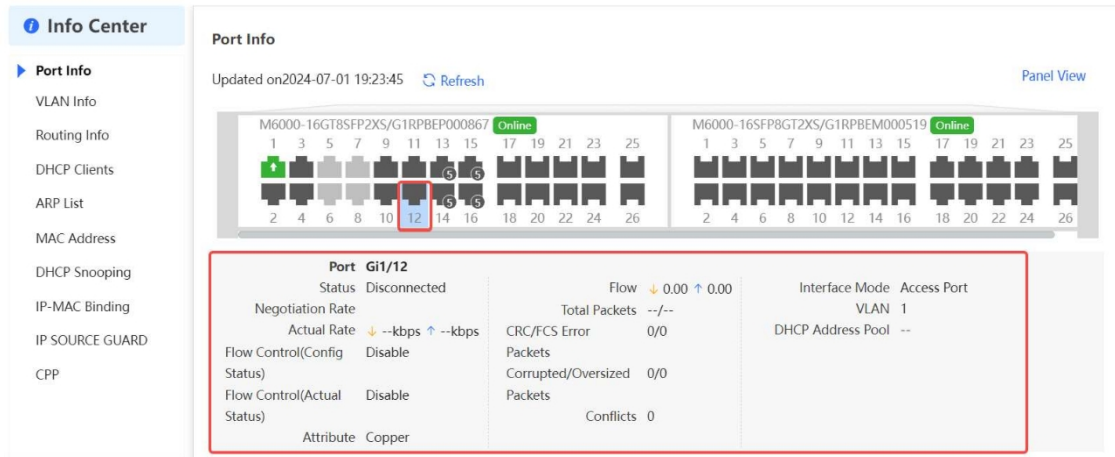 Info Center
Port Info
VLAN Info
Routing Info
DHCP Clients
ARP List
MAC Address
DHCP Snooping
IP-MAC Binding
IP SOURCE GUARD
CPP
Port Info
Updated on2024-07-01 19:23:45 Refresh Panel View
M6000-16GT8SFP2XS/G1RPBEP000867 Online
1 3 5 7 9 11 13 15 17 19 21 23 25
5 5
5 5
2 4 6 8 10 12 14 16 18 20 22 24 26
M6000-16SFP8GT2XS/G1RPBEM000519 Online
1 3 5 7 9 11 13 15 17 19 21 23 25
2 4 6 8 10 12 14 16 18 20 22 24 26
Port Gi1/12
Status Disconnected
Negotiation Rate
Actual Rate ↓ --kbps ↑ --kbps
Flow Control(Config Disable
Status)
Flow Control(Actual Disable
Status)
Attribute Copper
Flow ↓ 0.00 ↑ 0.00
Total Packets --/--
CRC/FCS Error 0/0
Packets
Corrupted/Oversized 0/0
Packets
Conflicts 0
Interface Mode Access Port
VLAN 1
DHCP Address Pool --